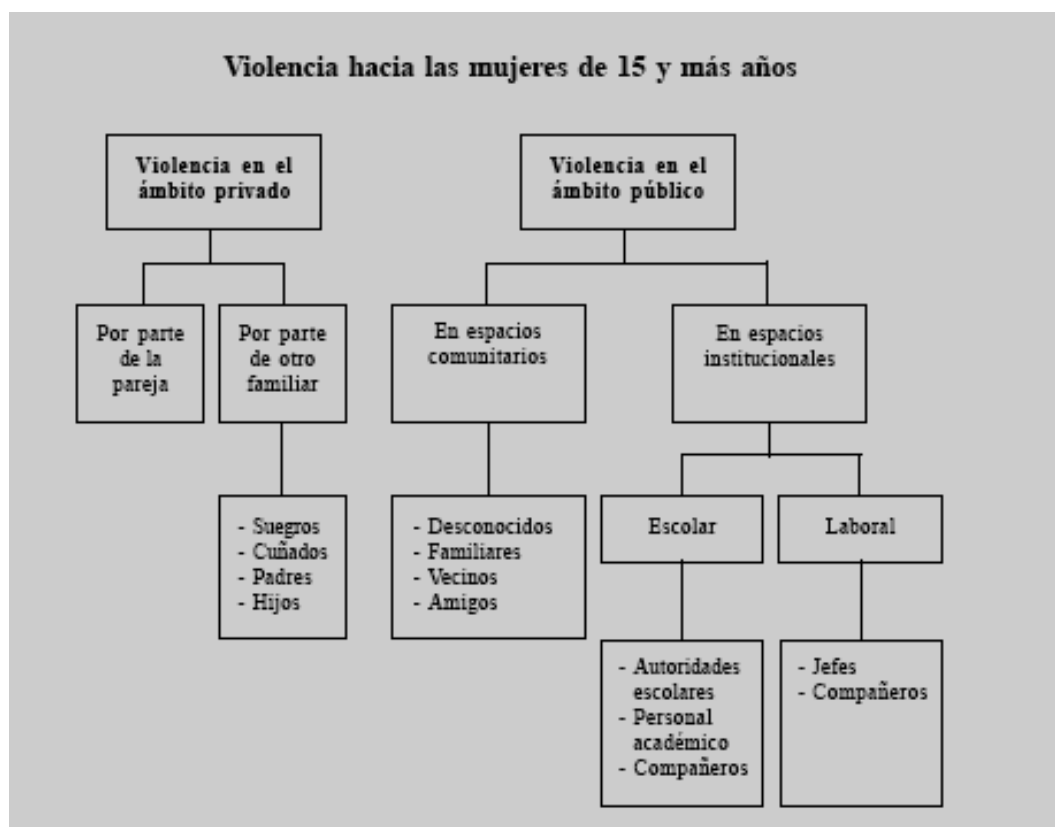 Violencia hacia las mujeres de 15 y más años
Violencia en el
ámbito privado
Violencia en el
ámbito público
Por parte
de la
pareja
Por parte
de otro
familiar
En espacios
comunitarios
En espacios
institucionales
- Suegros
- Cuñados
- Padres
- Hijos
- Desconocidos
- Familiares
- Vecinos
- Amigos
Escolar
Laboral
- Autoridades
escolares
- Personal
académico
- Compañeros
- Jefes
- Compañeros